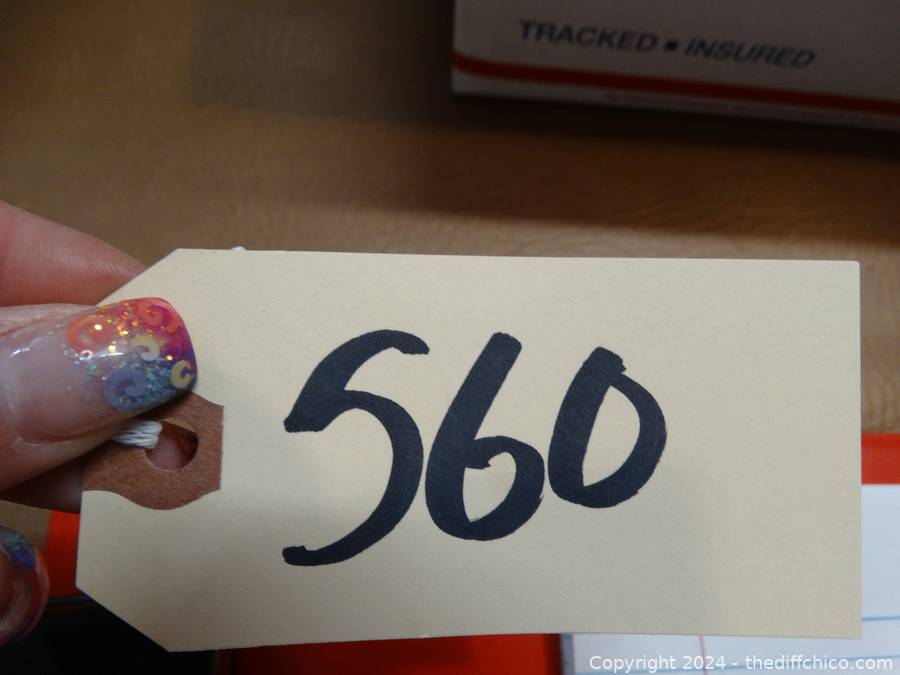 TRACKED ▪ INSURED
560
Copyright 2024 - thediffchico.com